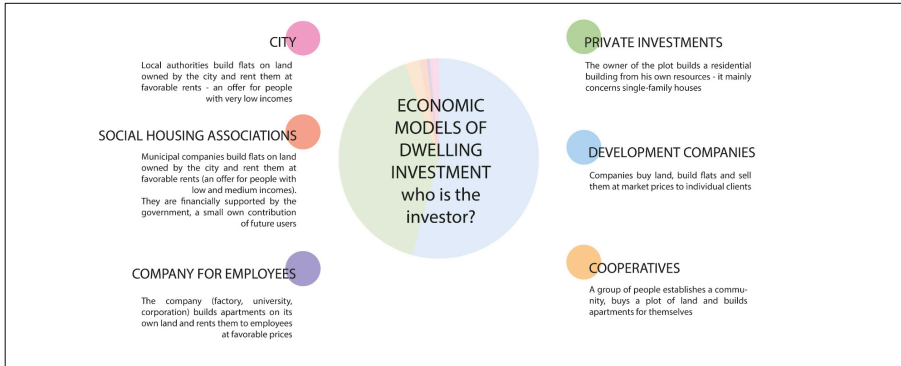 CITY
Local authorities build flats on land
owned by the city and rent them at
favorable rents - an offer for people
with very low incomes
SOCIAL HOUSING ASSOCIATIONS
Municipal companies build flats on land
owned by the city and rent them at
favorable rents (an offer for people with
low and medium incomes).
They are financially supported by the
government, a small own contribution
of future users
COMPANY FOR EMPLOYEES
The company (factory, university,
corporation) builds apartments on its
own land and rents them to employees
at favorable prices
ECONOMIC
MODELS OF
DWELLING
INVESTMENT
who is the
investor?
PRIVATE INVESTMENTS
The owner of the plot builds a residential
building from his own resources - it mainly
concerns single-family houses
DEVELOPMENT COMPANIES
Companies buy land, build flats and sell
them at market prices to individual clients
COOPERATIVES
A group of people establishes a commu-
nity, buys a plot of land and builds
apartments for themselves